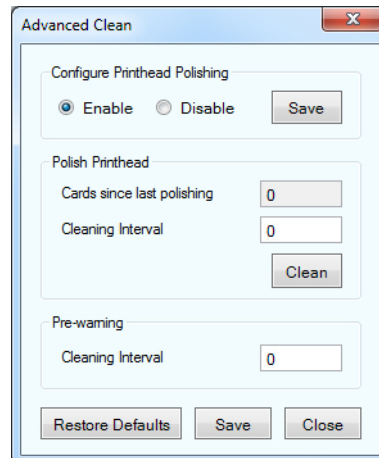 Advanced Clean
Configure Printhead Polishing
Enable Disable Save
Polish Printhead
Cards since last polishing 0
Cleaning Interval 0
Clean
Pre-warning
Cleaning Interval 0
Restore Defaults Save Close